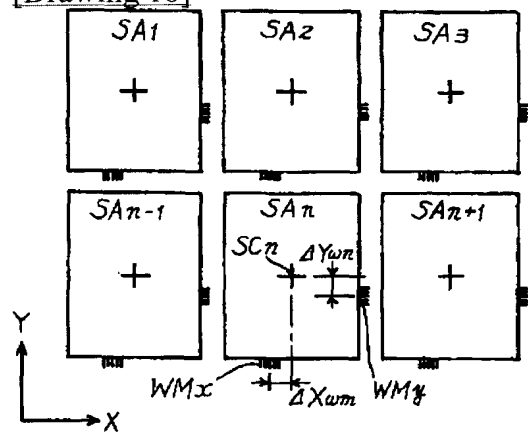 SA1 SA2 SA3
SAn-1 SAn SAn+1
SCn ΔYwn
Y
WMx ΔXwm WMy
X